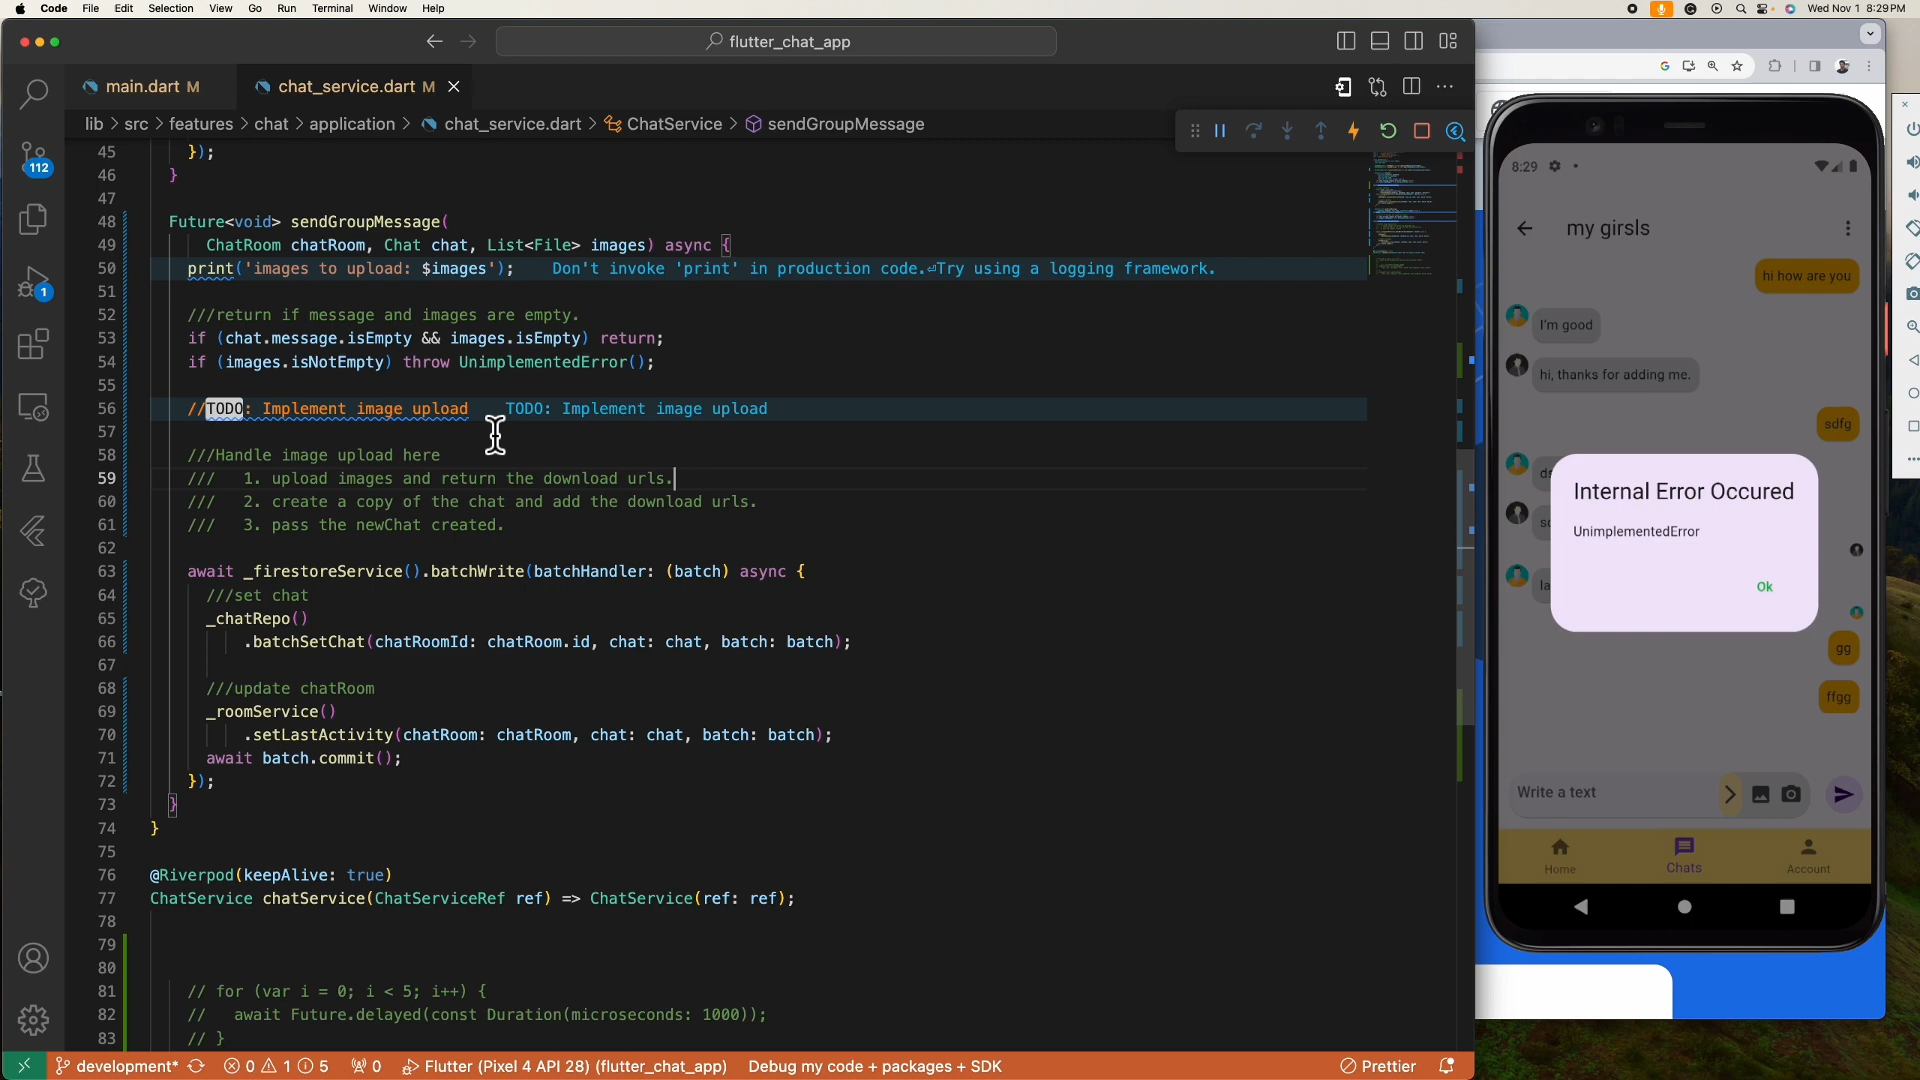 Code File Edit Selection View Go Run Terminal Window Help Wed Nov 1 8:29 PM
flutter_chat_app
main.dart M chat_service.dart M
lib > src > features > chat > application > chat_service.dart > ChatService > sendGroupMessage
45 });
46 }
47
48 Future<void> sendGroupMessage(
49 ChatRoom chatRoom, Chat chat, List<File> images) async {
50 print('images to upload: $images'); Don't invoke 'print' in production code.⏎Try using a logging framework.
51
52 ///return if message and images are empty.
53 if (chat.message.isEmpty && images.isEmpty) return;
54 if (images.isNotEmpty) throw UnimplementedError();
55
56 //TODO: Implement image upload TODO: Implement image upload
57
58 ///Handle image upload here
59 /// 1. upload images and return the download urls.
60 /// 2. create a copy of the chat and add the download urls.
61 /// 3. pass the newChat created.
62
63 await _firestoreService().batchWrite(batchHandler: (batch) async {
64 ///set chat
65 _chatRepo()
66 .batchSetChat(chatRoomId: chatRoom.id, chat: chat, batch: batch);
67
68 ///update chatRoom
69 _roomService()
70 .setLastActivity(chatRoom: chatRoom, chat: chat, batch: batch);
71 await batch.commit();
72 });
73 }
74 }
75
76 @Riverpod(keepAlive: true)
77 ChatService chatService(ChatServiceRef ref) => ChatService(ref: ref);
78
79
80
81 // for (var i = 0; i < 5; i++) {
82 // await Future.delayed(const Duration(microseconds: 1000));
83 // }
112
1
development* 0 1 5 0 Flutter (Pixel 4 API 28) (flutter_chat_app) Debug my code + packages + SDK Prettier
8:29
my girsls
hi how are you
I'm good
hi, thanks for adding me.
sdfg
Internal Error Occured
UnimplementedError
Ok
gg
ffgg
Write a text
Home Chats Account